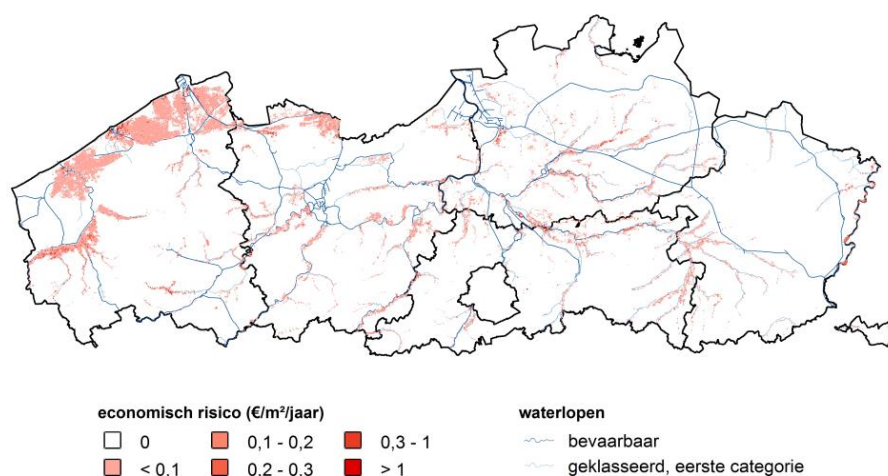 economisch risico (€/m²/jaar)
0
0,1 - 0,2
0,3 - 1
< 0,1
0,2 - 0,3
> 1
waterlopen
bevaarbaar
geklasseerd, eerste categorie